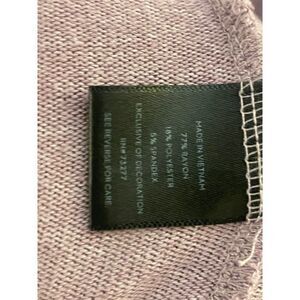 MADE IN VIETNAM
77% RAYON
18% POLYESTER
5% SPANDEX
EXCLUSIVE OF DECORATION
RN# 73277
SEE REVERSE FOR CARE